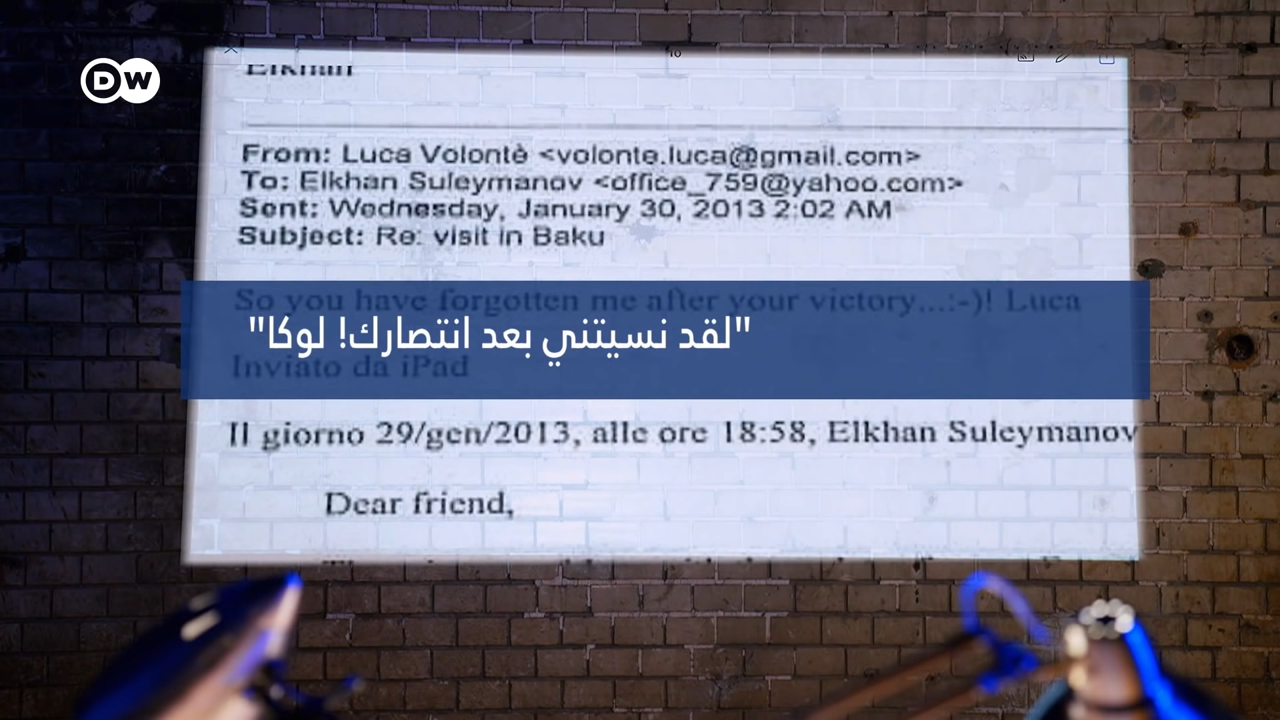 DW
10
Elkhan
From: Luca Volontè <volonte.luca@gmail.com>
To: Elkhan Suleymanov <office_759@yahoo.com>
Sent: Wednesday, January 30, 2013 2:02 AM
Subject: Re: visit in Baku
So you have forgotten me after your victory...:-)! Luca
"لقد نسيتني بعد انتصارك! لوكا"
Inviato da iPad
Il giorno 29/gen/2013, alle ore 18:58, Elkhan Suleymanov
Dear friend,